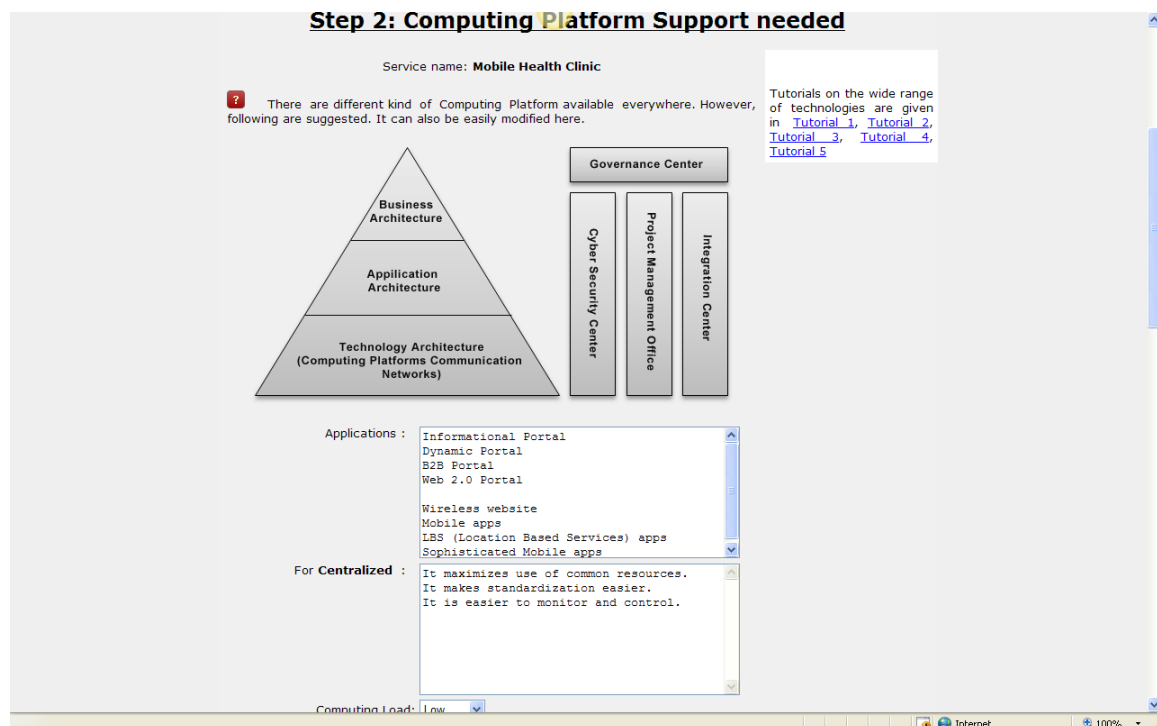 Step 2: Computing Platform Support needed
Service name: Mobile Health Clinic
? There are different kind of Computing Platform available everywhere. However,
following are suggested. It can also be easily modified here.
Tutorials on the wide range
of technologies are given
in Tutorial 1, Tutorial 2,
Tutorial 3, Tutorial 4,
Tutorial 5
Business
Architecture
Appilication
Architecture
Technology Architecture
(Computing Platforms Communication
Networks)
Governance Center
Cyber Security Center
Project Management Office
Integration Center
Applications :
Informational Portal
Dynamic Portal
B2B Portal
Web 2.0 Portal
Wireless website
Mobile apps
LBS (Location Based Services) apps
Sophisticated Mobile apps
For Centralized :
It maximizes use of common resources.
It makes standardization easier.
It is easier to monitor and control.
Computing Load: Low
Internet
100%